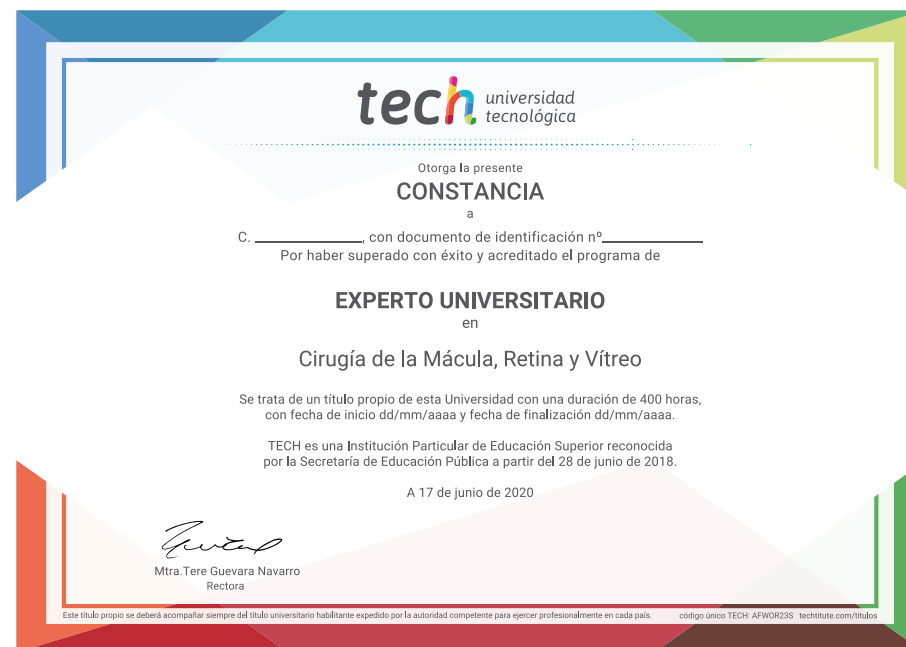 tech universidad
tecnológica
Otorga la presente
CONSTANCIA
a
C. ______________, con documento de identificación nº_____________
Por haber superado con éxito y acreditado el programa de
EXPERTO UNIVERSITARIO
en
Cirugía de la Mácula, Retina y Vítreo
Se trata de un título propio de esta Universidad con una duración de 400 horas,
con fecha de inicio dd/mm/aaaa y fecha de finalización dd/mm/aaaa.
TECH es una Institución Particular de Educación Superior reconocida
por la Secretaría de Educación Pública a partir del 28 de junio de 2018.
A 17 de junio de 2020
Mtra.Tere Guevara Navarro
Rectora
Este título propio se deberá acompañar siempre del título universitario habilitante expedido por la autoridad competente para ejercer profesionalmente en cada país. código único TECH: AFWOR23S techtitute.com/titulos